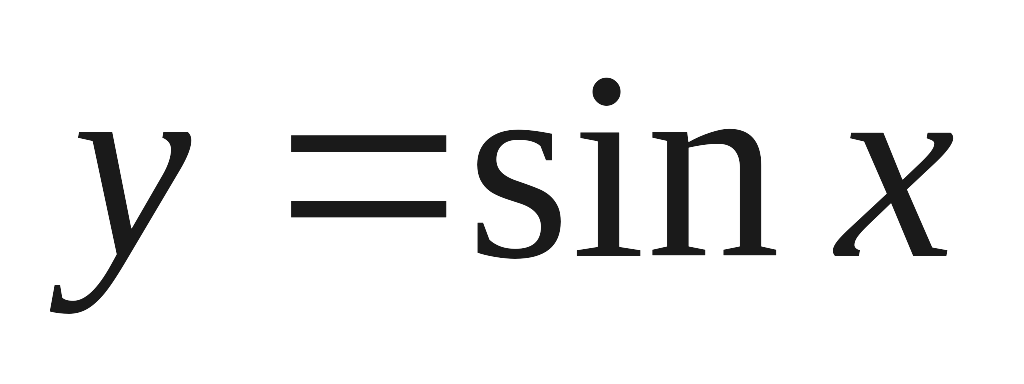 y = sin x